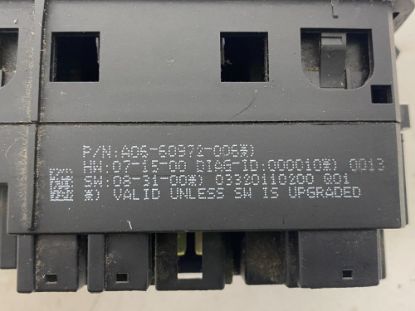 P/N:A06-60972-006*)
HW:07-15-00 DIAG-ID:000010*) 0013
SW:08-31-00*) 03320110200 Q01
*) VALID UNLESS SW IS UPGRADED